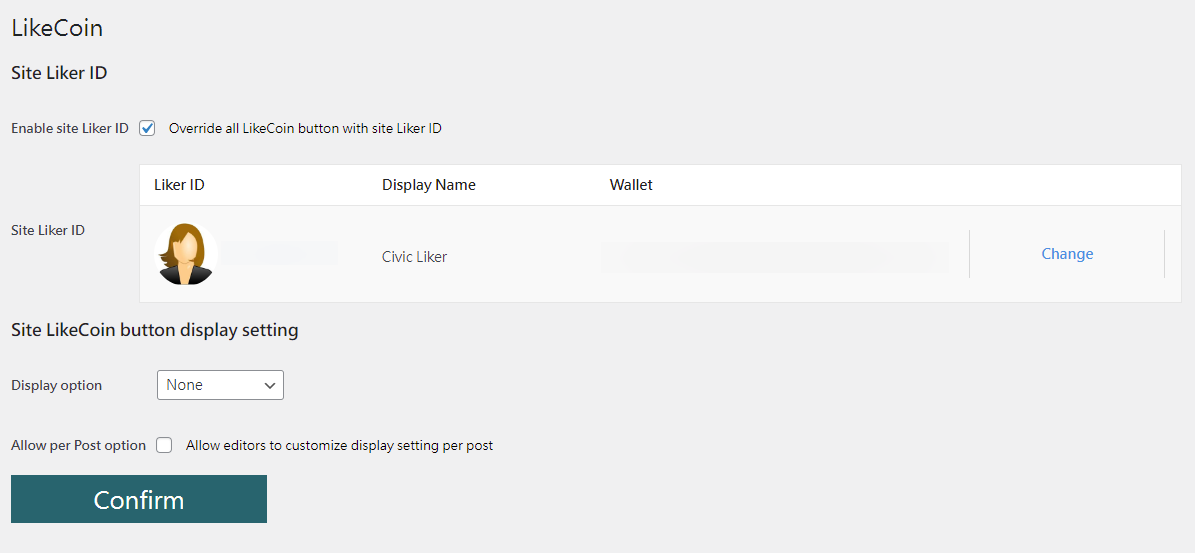 LikeCoin
Site Liker ID
Enable site Liker ID Override all LikeCoin button with site Liker ID
Liker ID Display Name Wallet
Site Liker ID Civic Liker Change
Site LikeCoin button display setting
Display option None
Allow per Post option Allow editors to customize display setting per post
Confirm